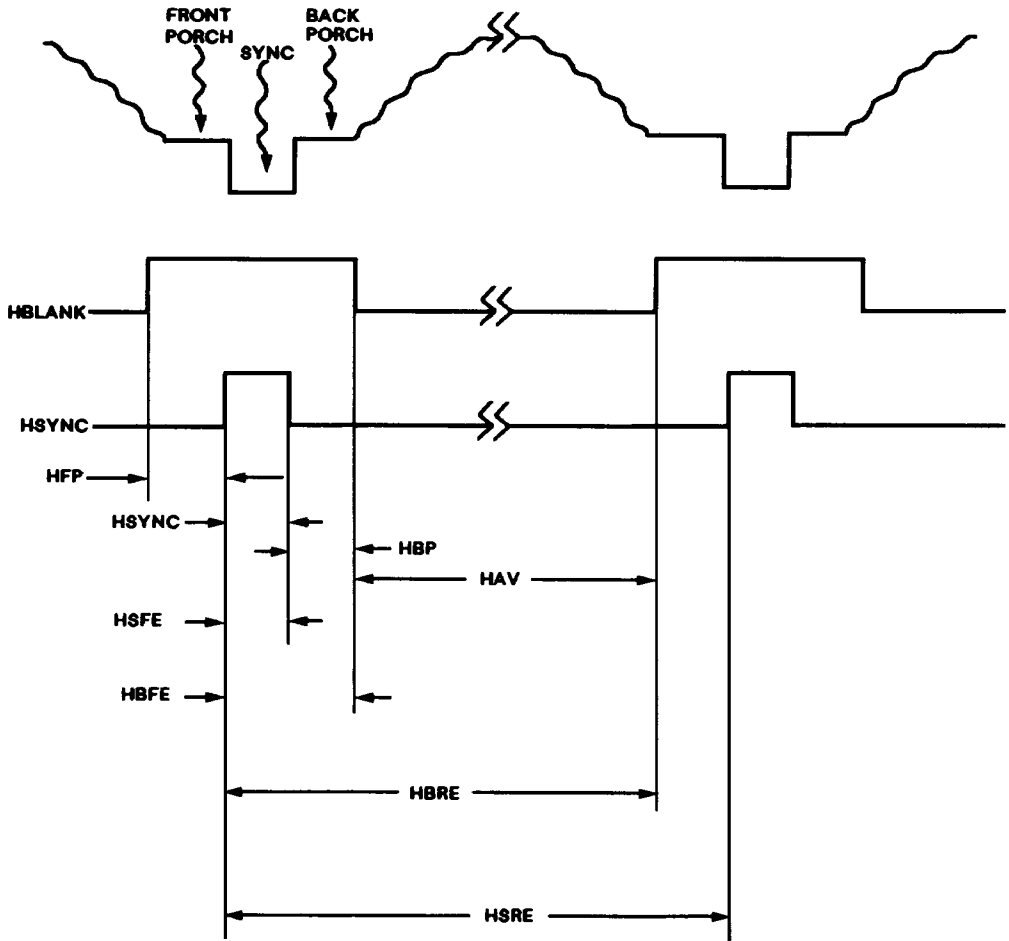 FRONT
PORCH
SYNC
BACK
PORCH
HBLANK
HSYNC
HFP
HSYNC
HBP
HAV
HSFE
HBFE
HBRE
HSRE